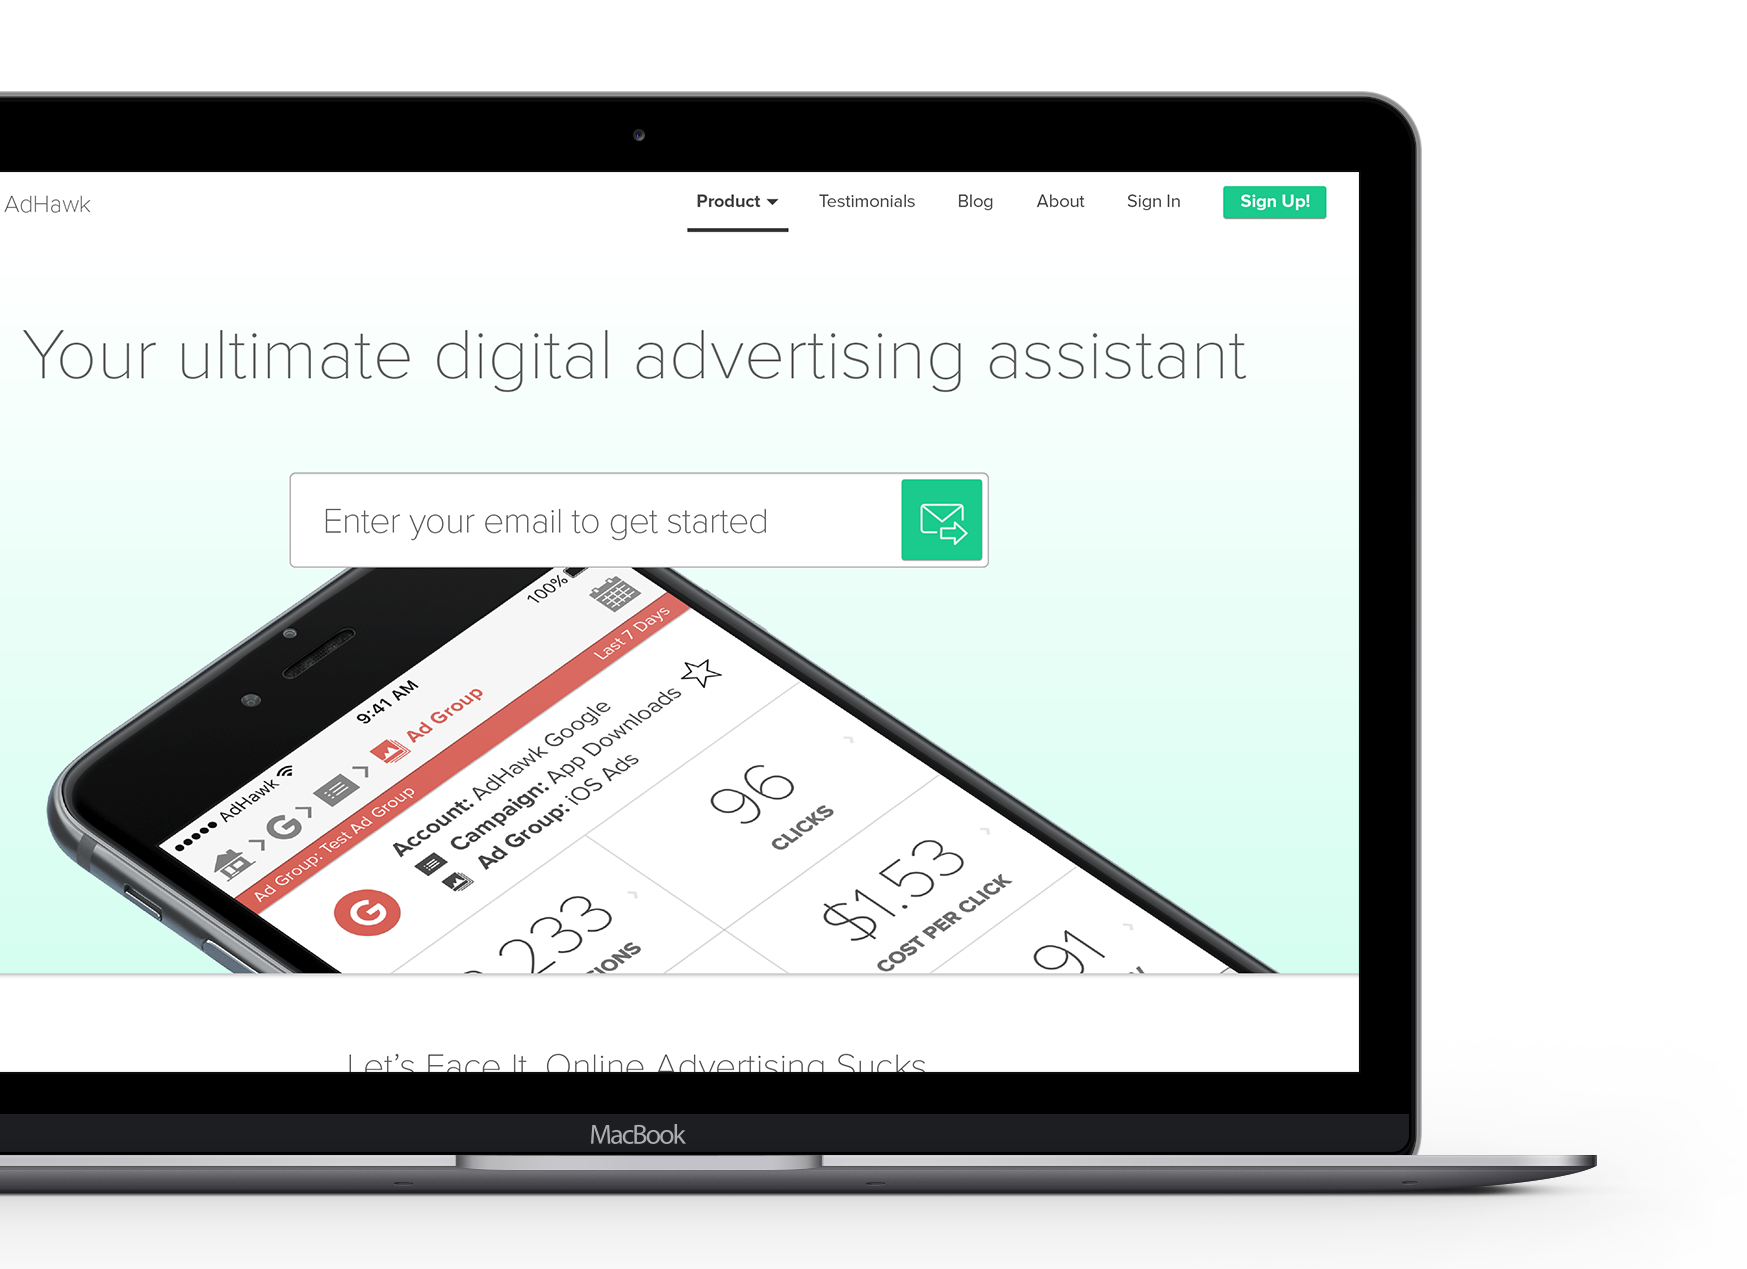 AdHawk
Product
Testimonials
Blog
About
Sign In
Sign Up!
Your ultimate digital advertising assistant
Enter your email to get started
AdHawk
9:41 AM
100%
Ad Group
Ad Group: Test Ad Group
Last 7 Days
Account: AdHawk Google
Campaign: App Downloads
Ad Group: iOS Ads
96
CLICKS
233
$1.53
COST PER CLICK
91
Let's Face It, Online Advertising Sucks
MacBook